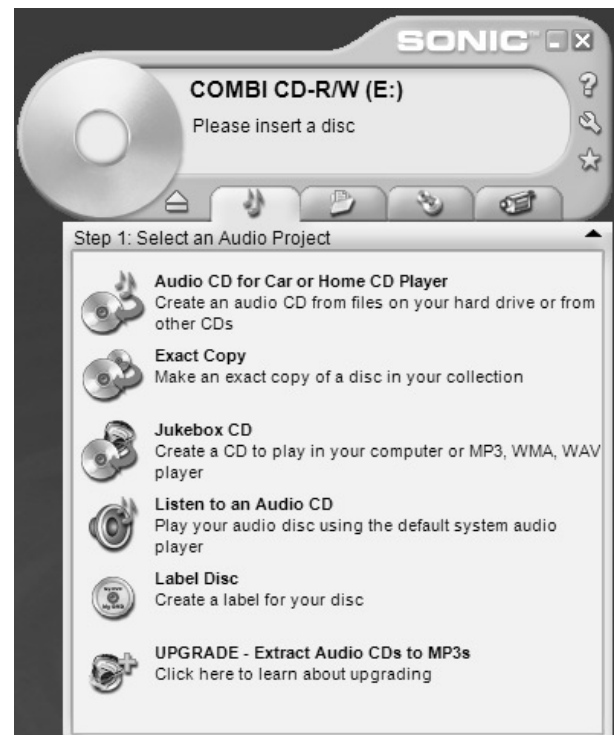 SONIC™
COMBI CD-R/W (E:)
Please insert a disc
Step 1: Select an Audio Project
Audio CD for Car or Home CD Player
Create an audio CD from files on your hard drive or from
other CDs
Exact Copy
Make an exact copy of a disc in your collection
Jukebox CD
Create a CD to play in your computer or MP3, WMA, WAV
player
Listen to an Audio CD
Play your audio disc using the default system audio
player
Label Disc
Create a label for your disc
UPGRADE - Extract Audio CDs to MP3s
Click here to learn about upgrading